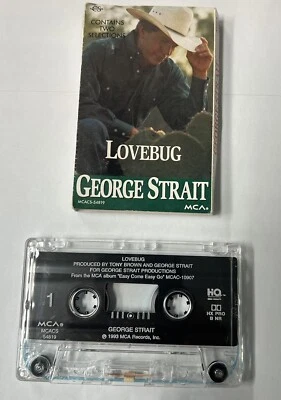 CONTAINS
TWO
SELECTIONS
LOVEBUG
GEORGE STRAIT
MCACS-54819
MCA®
LOVEBUG
PRODUCED BY TONY BROWN AND GEORGE STRAIT
FOR GEORGE STRAIT PRODUCTIONS
From the MCA album "Easy Come Easy Go" MCAC-10907
1
HQ
HX PRO
B NR
MCA®
MCACS
54819
GEORGE STRAIT
℗ 1993 MCA Records, Inc.